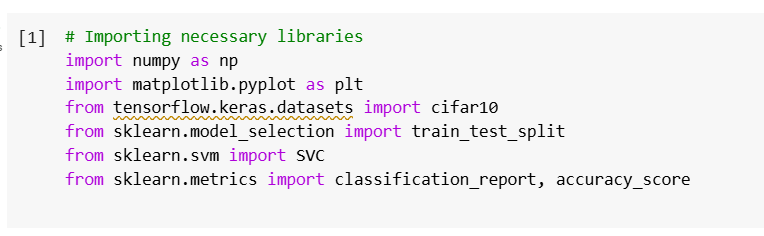 [1] # Importing necessary libraries
import numpy as np
import matplotlib.pyplot as plt
from tensorflow.keras.datasets import cifar10
from sklearn.model_selection import train_test_split
from sklearn.svm import SVC
from sklearn.metrics import classification_report, accuracy_score